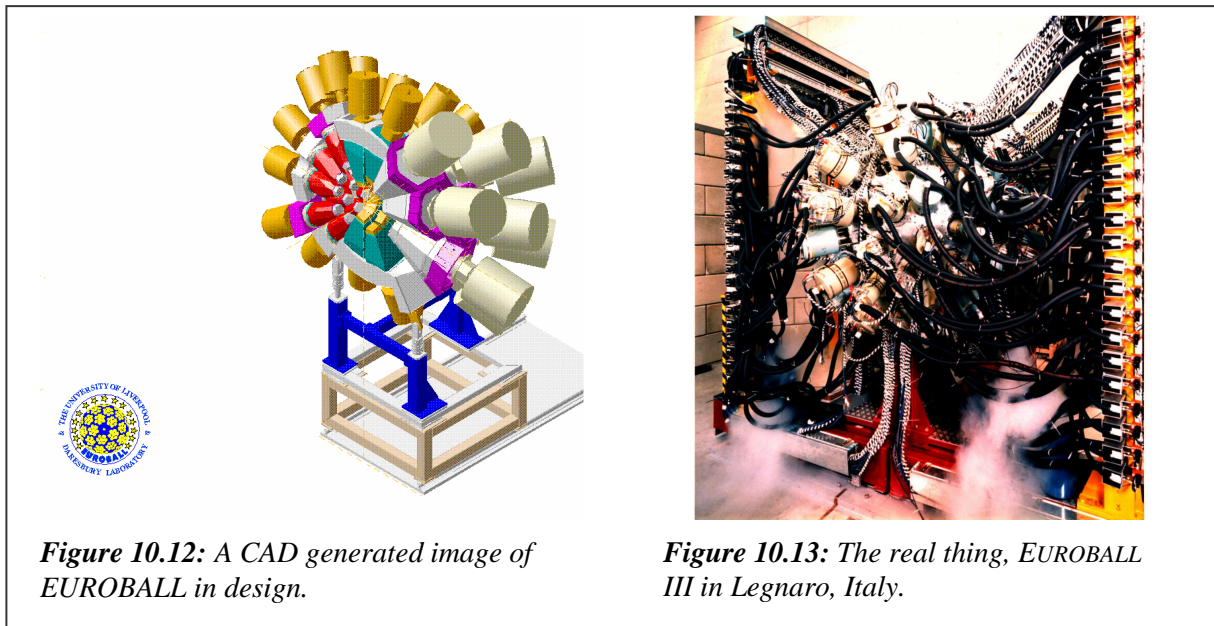 THE UNIVERSITY OF LIVERPOOL
& &
DARESBURY LABORATORY
EUROBALL
Figure 10.12: A CAD generated image of
EUROBALL in design.
Figure 10.13: The real thing, EUROBALL
III in Legnaro, Italy.